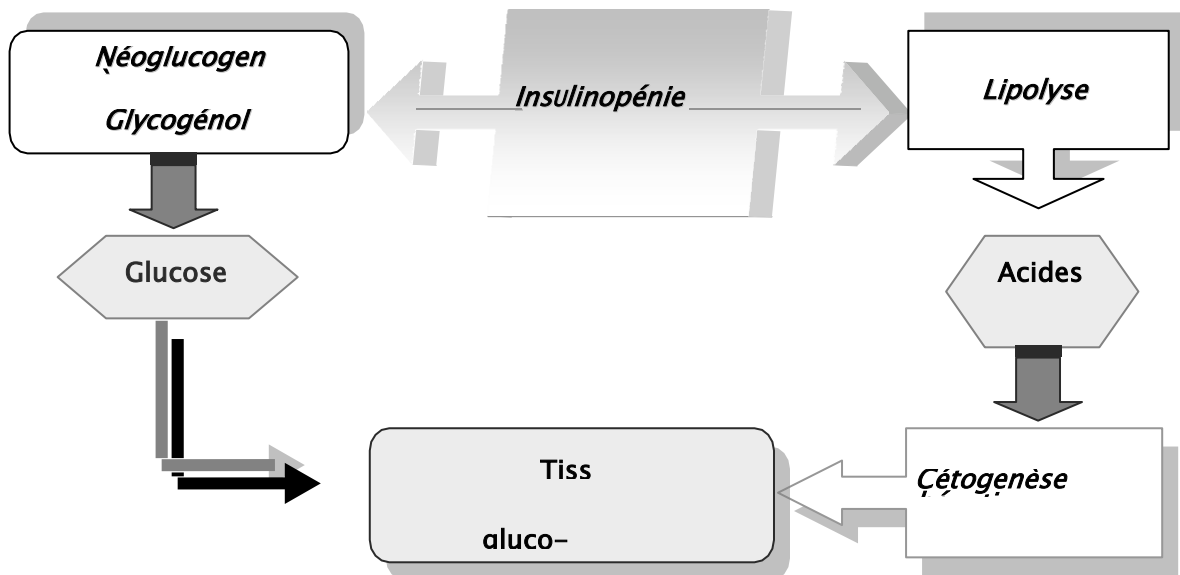 Néoglucogen
Glycogénol
Insulinopénie
Lipolyse
Glucose
Acides
Tiss
gluco-
Cétogenèse